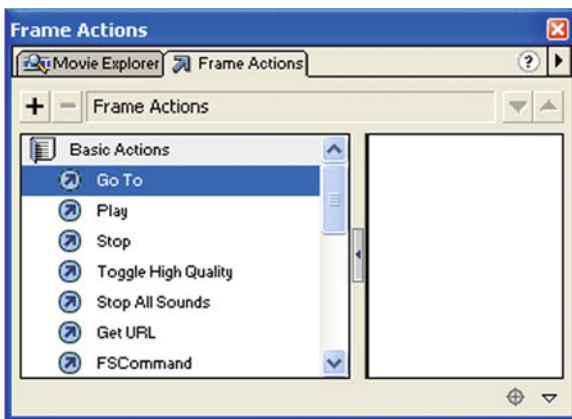 Frame Actions
Movie Explorer Frame Actions ?
+ − Frame Actions
Basic Actions
Go To
Play
Stop
Toggle High Quality
Stop All Sounds
Get URL
FSCommand